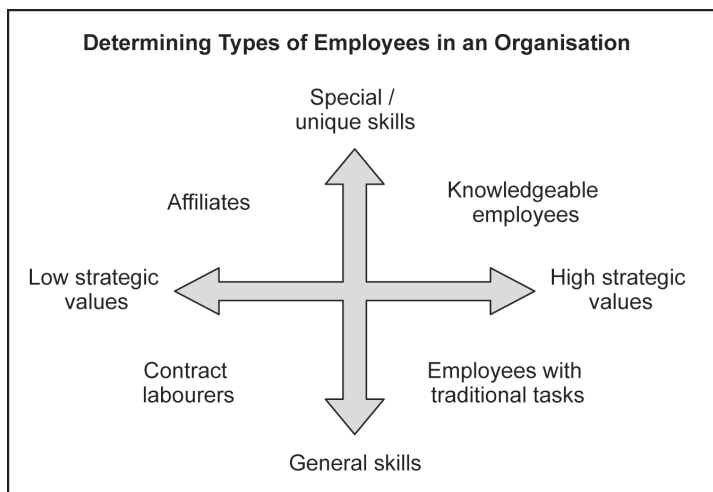 Determining Types of Employees in an Organisation
Special /
unique skills
Affiliates
Knowledgeable
employees
Low strategic
values
High strategic
values
Contract
labourers
Employees with
traditional tasks
General skills